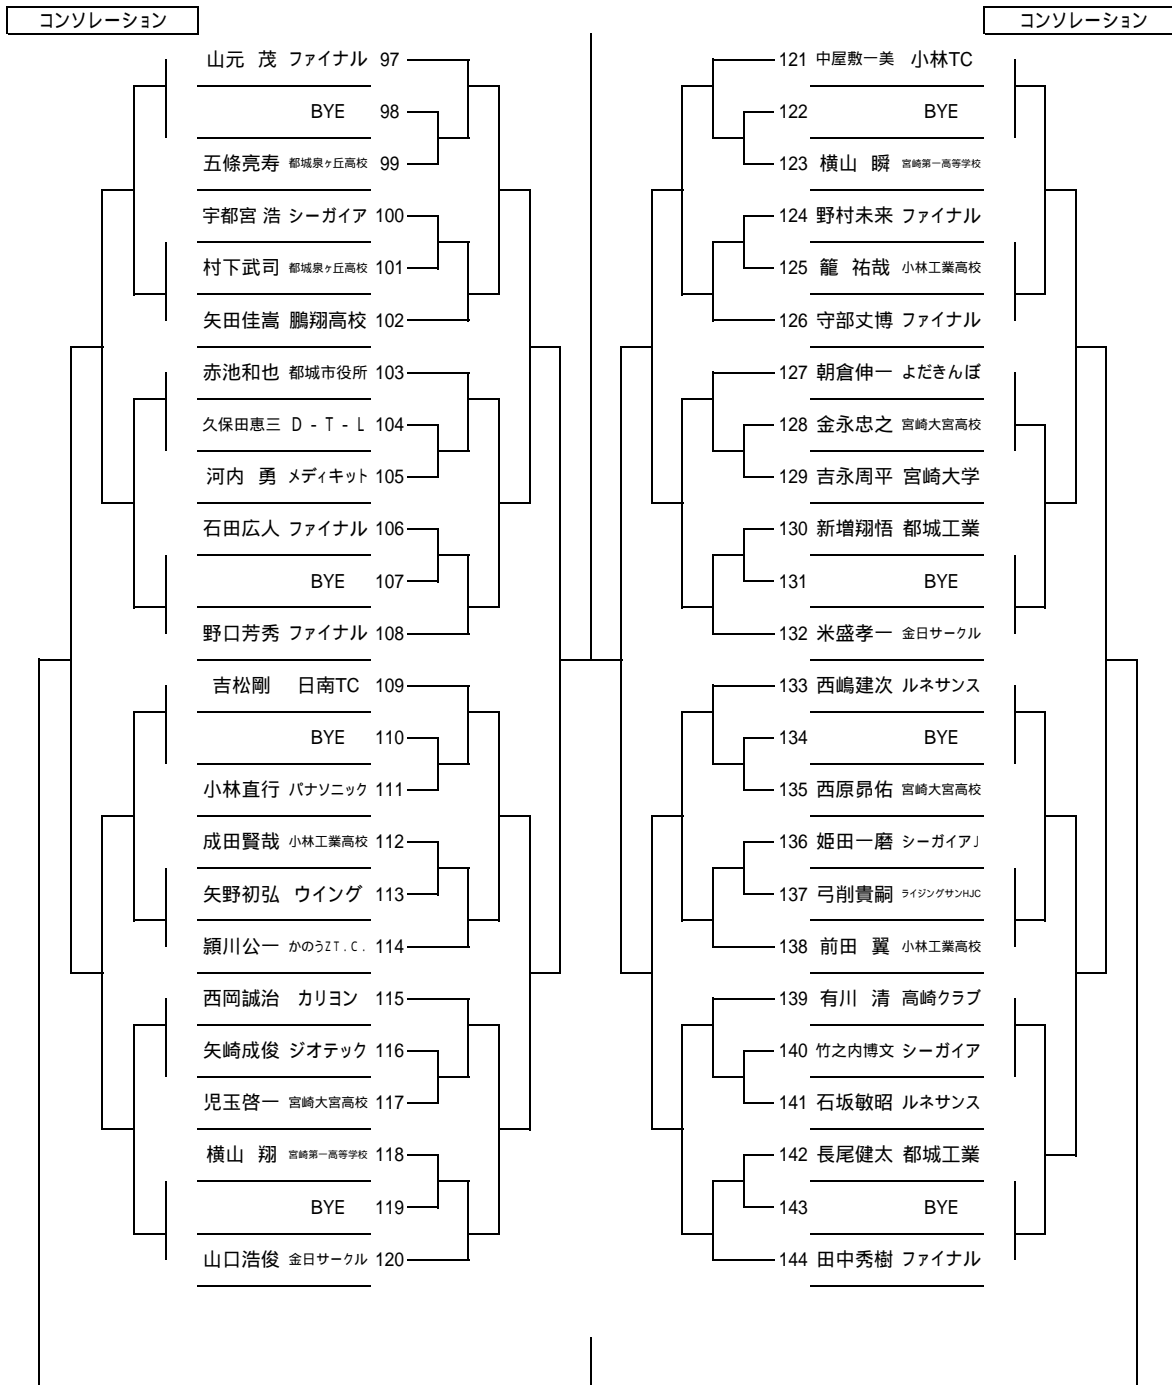 コンソレーション
コンソレーション
山元 茂 ファイナル 97
BYE 98
五條亮寿 都城泉ヶ丘高校 99
宇都宮 浩 シーガイア 100
村下武司 都城泉ヶ丘高校 101
矢田佳嵩 鵬翔高校 102
赤池和也 都城市役所 103
久保田恵三 D - T - L 104
河内 勇 メディキット 105
石田広人 ファイナル 106
BYE 107
野口芳秀 ファイナル 108
吉松剛 日南TC 109
BYE 110
小林直行 パナソニック 111
成田賢哉 小林工業高校 112
矢野初弘 ウイング 113
頴川公一 かのうZT.C. 114
西岡誠治 カリヨン 115
矢崎成俊 ジオテック 116
児玉啓一 宮崎大宮高校 117
横山 翔 宮崎第一高等学校 118
BYE 119
山口浩俊 金日サークル 120
121 中屋敷一美 小林TC
122 BYE
123 横山 瞬 宮崎第一高等学校
124 野村未来 ファイナル
125 籠 祐哉 小林工業高校
126 守部丈博 ファイナル
127 朝倉伸一 よだきんぼ
128 金永忠之 宮崎大宮高校
129 吉永周平 宮崎大学
130 新増翔悟 都城工業
131 BYE
132 米盛孝一 金日サークル
133 西嶋建次 ルネサンス
134 BYE
135 西原昂佑 宮崎大宮高校
136 姫田一磨 シーガイアJ
137 弓削貴嗣 ライジングサンHJC
138 前田 翼 小林工業高校
139 有川 清 高崎クラブ
140 竹之内博文 シーガイア
141 石坂敏昭 ルネサンス
142 長尾健太 都城工業
143 BYE
144 田中秀樹 ファイナル